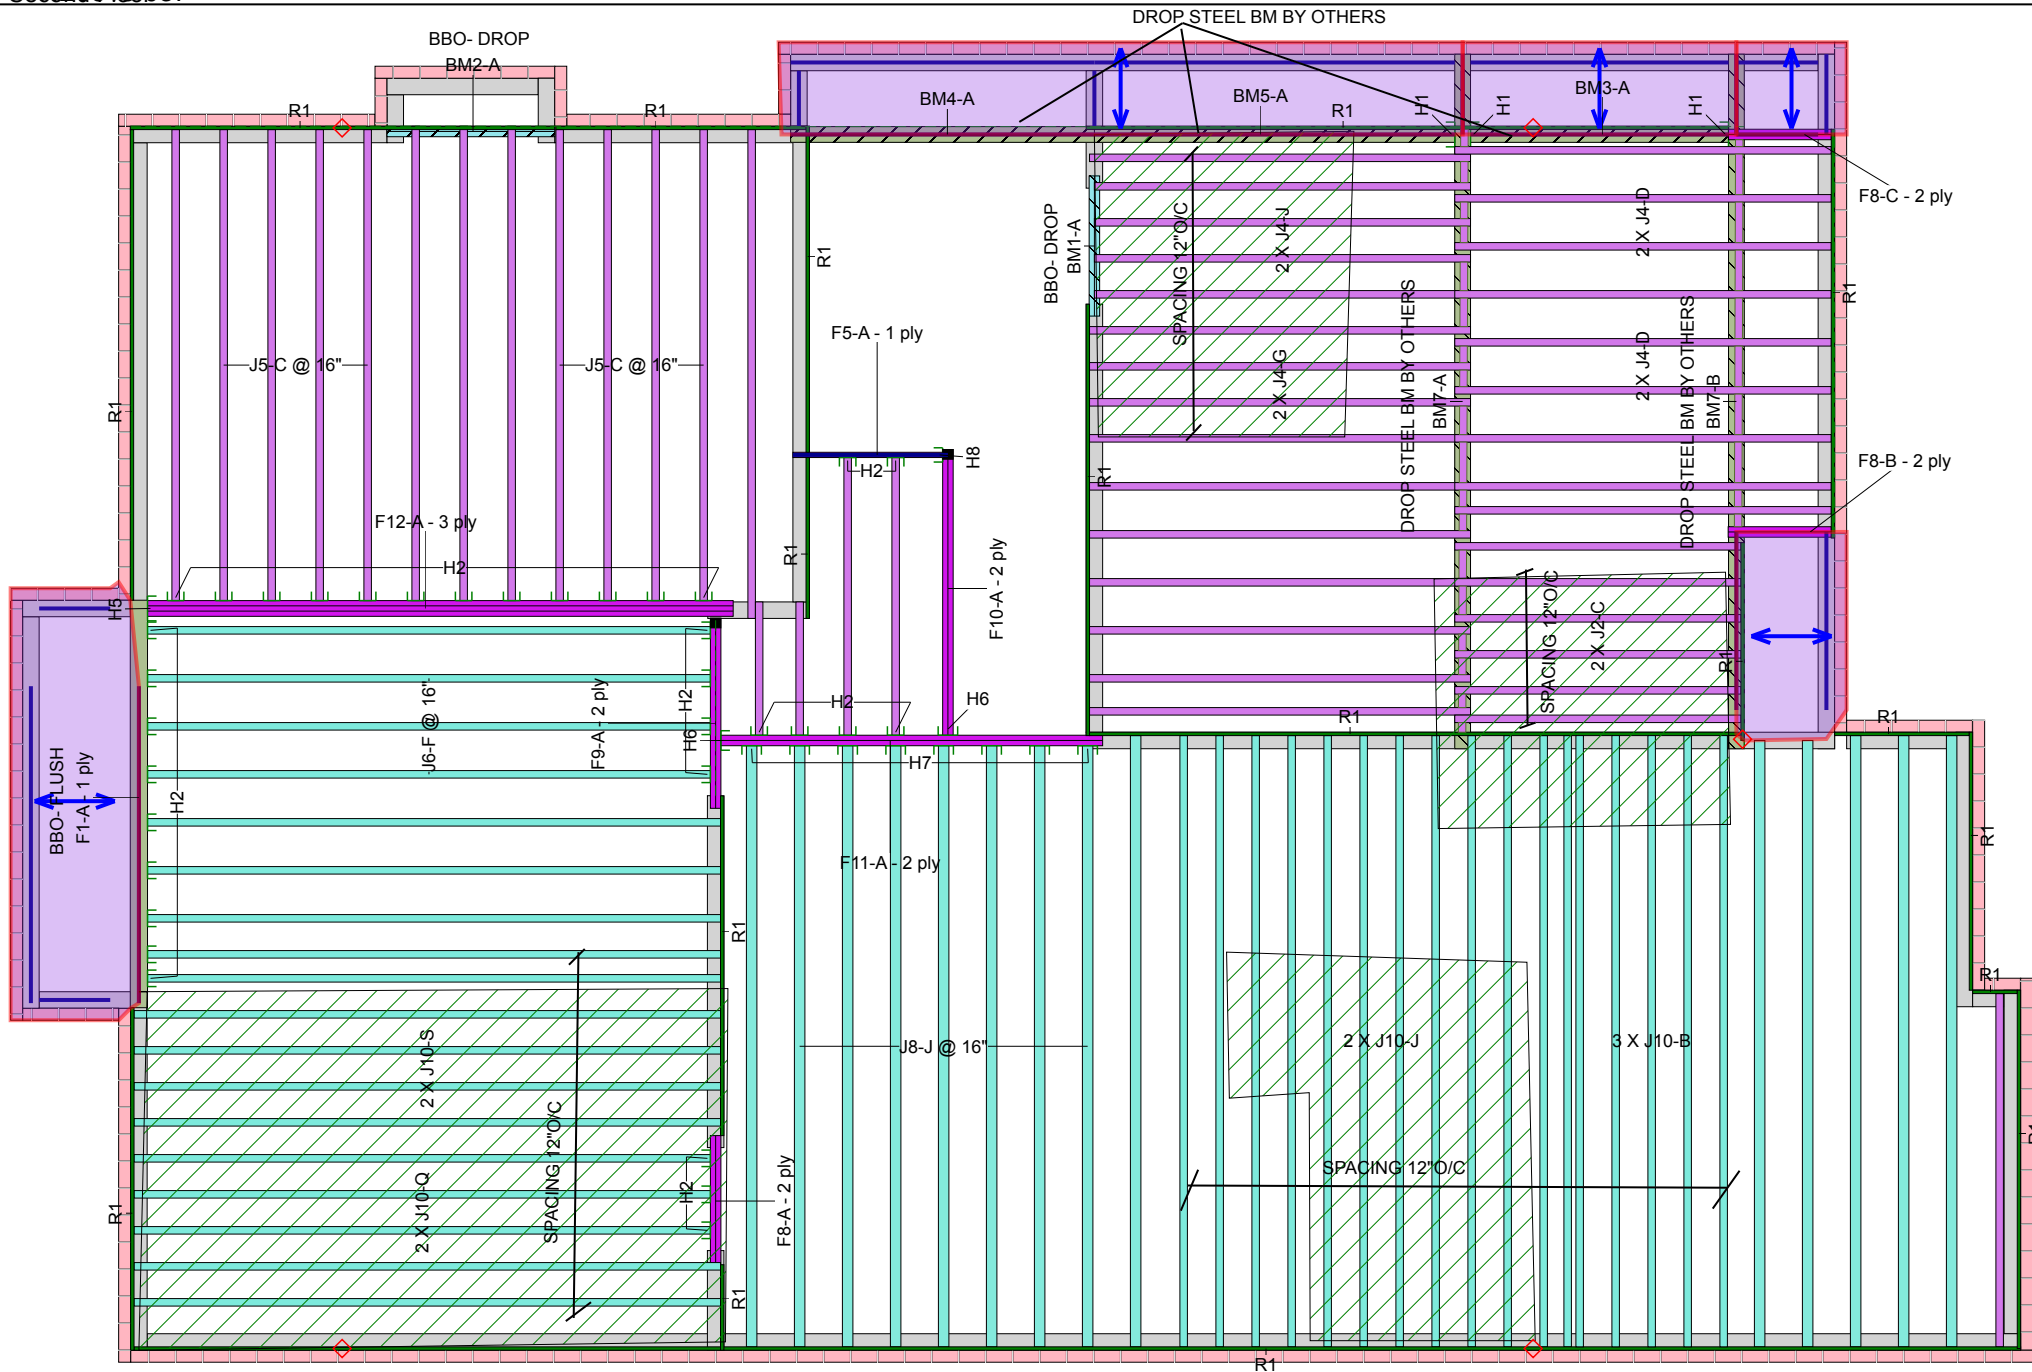 DROP STEEL BM BY OTHERS
BBO- DROP
BM2-A
R1
R1
BM4-A
BM5-A
R1
H1
H1
BM3-A
H1
F8-C - 2 ply
R1
BBO- DROP
BM1-A
SPACING 12"O/C
2 X J4-J
2 X J4-D
R1
F5-A - 1 ply
J5-C @ 16"
J5-C @ 16"
2 X J4-G
DROP STEEL BM BY OTHERS
BM7-A
2 X J4-D
DROP STEEL BM BY OTHERS
BM7-B
R1
H2
H8
R1
F8-B - 2 ply
F12-A - 3 ply
R1
H2
F10-A - 2 ply
H5
SPACING 12"O/C
2 X J2-C
R1
J6-F @ 16"
F9-A - 2 ply
H2
H6
H2
H6
R1
R1
BBO- FLUSH
F1-A - 1 ply
H2
H7
F11-A - 2 ply
R1
R1
R1
2 X J10-S
J8-J @ 16"
2 X J10-J
3 X J10-B
SPACING 12"O/C
R1
2 X J10-Q
H2
F8-A - 2 ply
SPACING 12"O/C
R1
R1
R1